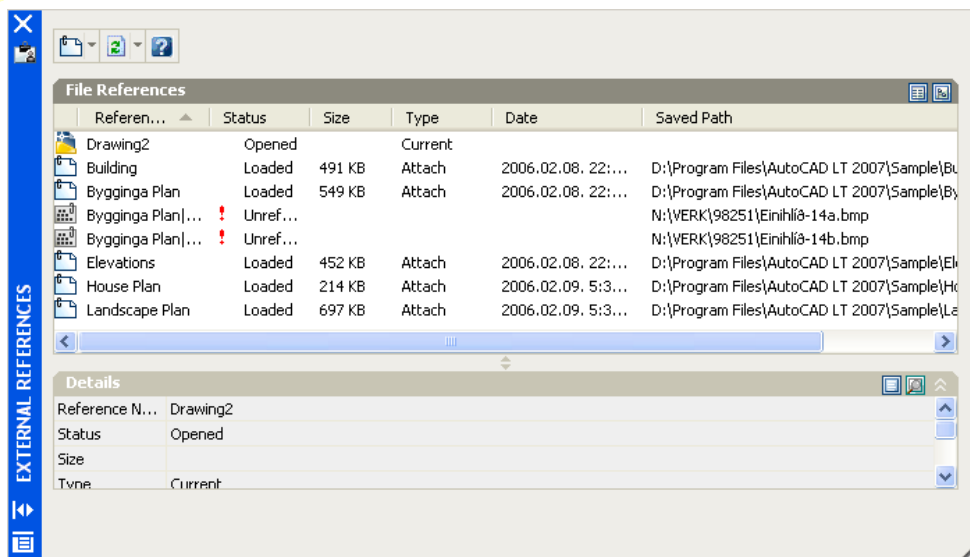 File References
Referen... Status Size Type Date Saved Path
Drawing2 Opened Current
Building Loaded 491 KB Attach 2006.02.08. 22:... D:\Program Files\AutoCAD LT 2007\Sample\Bu
Bygginga Plan Loaded 549 KB Attach 2006.02.08. 22:... D:\Program Files\AutoCAD LT 2007\Sample\By
Bygginga Plan|... ! Unref... N:\VERK\98251\Einihlíð-14a.bmp
Bygginga Plan|... ! Unref... N:\VERK\98251\Einihlíð-14b.bmp
Elevations Loaded 452 KB Attach 2006.02.08. 22:... D:\Program Files\AutoCAD LT 2007\Sample\Ele
House Plan Loaded 214 KB Attach 2006.02.09. 5:3... D:\Program Files\AutoCAD LT 2007\Sample\Ho
Landscape Plan Loaded 697 KB Attach 2006.02.09. 5:3... D:\Program Files\AutoCAD LT 2007\Sample\La
Details
Reference N... Drawing2
Status Opened
Size
Type Current
EXTERNAL REFERENCES